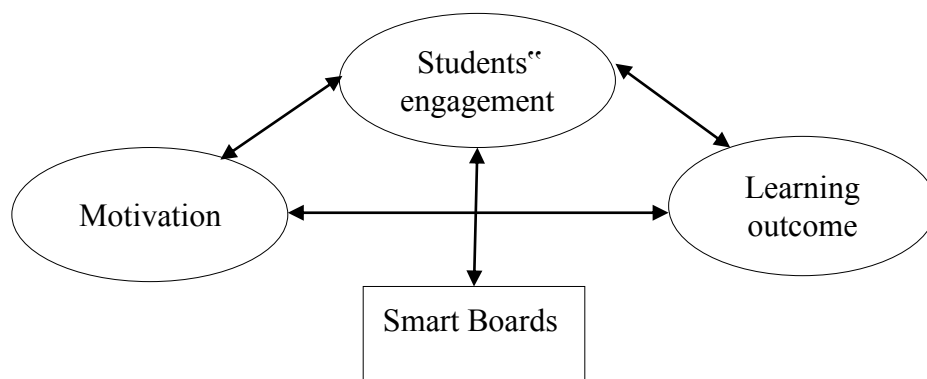 Students‟
engagement
Motivation
Learning
outcome
Smart Boards